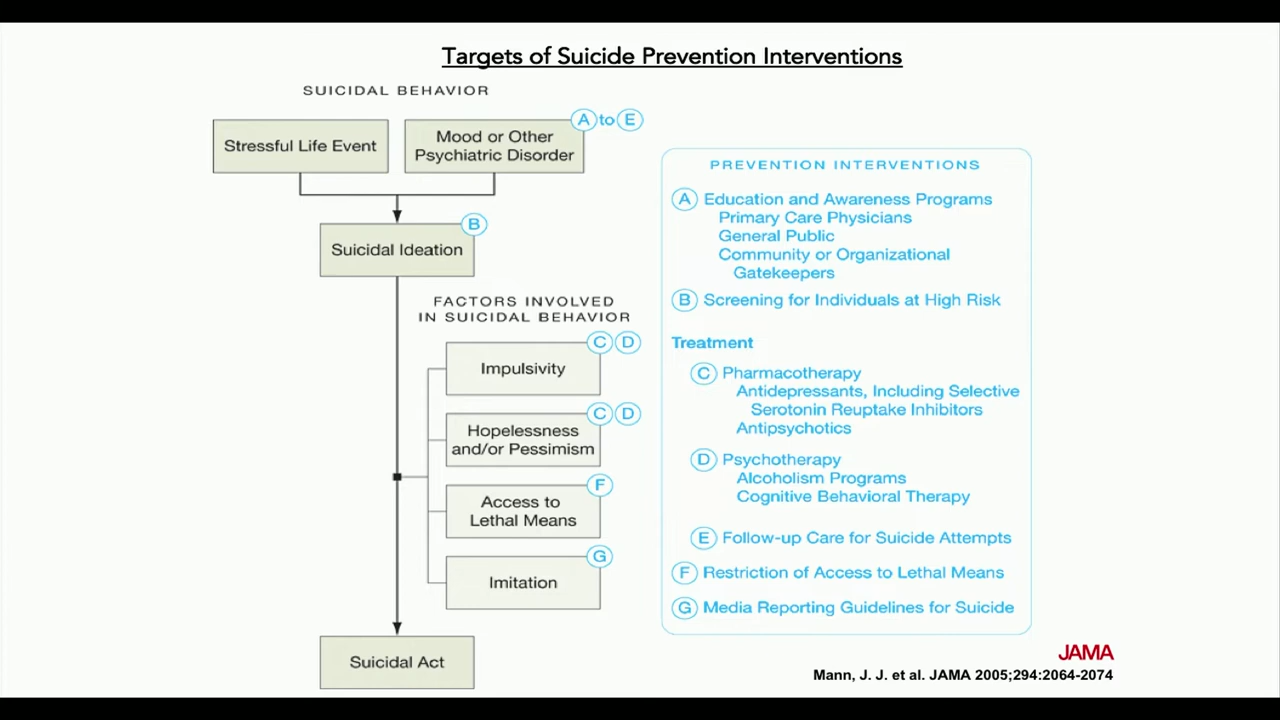 Targets of Suicide Prevention Interventions
SUICIDAL BEHAVIOR
Stressful Life Event
Mood or Other
Psychiatric Disorder
A to E
Suicidal Ideation
B
FACTORS INVOLVED
IN SUICIDAL BEHAVIOR
Impulsivity
C D
Hopelessness
and/or Pessimism
C D
Access to
Lethal Means
F
Imitation
G
Suicidal Act
PREVENTION INTERVENTIONS
A Education and Awareness Programs
Primary Care Physicians
General Public
Community or Organizational
Gatekeepers
B Screening for Individuals at High Risk
Treatment
C Pharmacotherapy
Antidepressants, Including Selective
Serotonin Reuptake Inhibitors
Antipsychotics
D Psychotherapy
Alcoholism Programs
Cognitive Behavioral Therapy
E Follow-up Care for Suicide Attempts
F Restriction of Access to Lethal Means
G Media Reporting Guidelines for Suicide
JAMA
Mann, J. J. et al. JAMA 2005;294:2064-2074